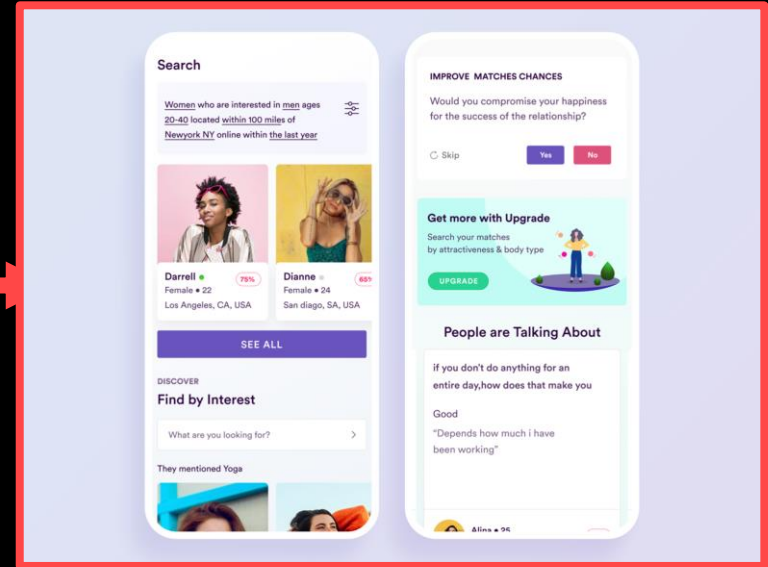 Search
Women who are interested in men ages
20-40 located within 100 miles of
Newyork NY online within the last year
Darrell
75%
Female • 22
Los Angeles, CA, USA
Dianne
65%
Female • 24
San diago, SA, USA
SEE ALL
DISCOVER
Find by Interest
What are you looking for?
They mentioned Yoga
IMPROVE MATCHES CHANCES
Would you compromise your happiness
for the success of the relationship?
Skip
Yes
No
Get more with Upgrade
Search your matches
by attractiveness & body type
UPGRADE
People are Talking About
if you don't do anything for an
entire day,how does that make you
Good
“Depends how much i have
been working”
Alina • 25